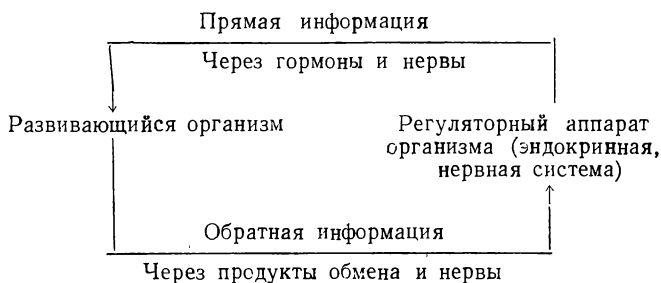 Прямая информация
Через гормоны и нервы
Развивающийся организм
Регуляторный аппарат
организма (эндокринная,
нервная система)
Обратная информация
Через продукты обмена и нервы